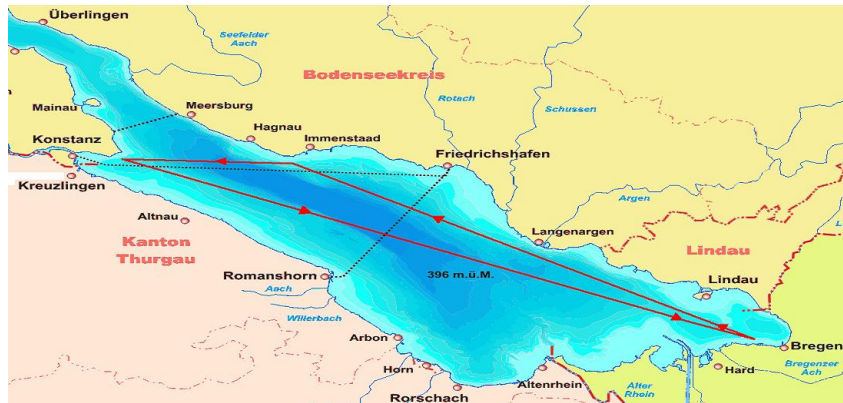 Überlingen
Seefelder
Aach
Bodenseekreis
Rotach
Schussen
Mainau
Meersburg
Hagnau
Immenstaad
Konstanz
Friedrichshafen
Kreuzlingen
Argen
Altnau
Langenargen
Kanton
Thurgau
Lindau
Romanshorn
396 m.ü.M.
Lindau
Aach
Willerbach
Arbon
Bregen
Horn
Hard
Bregenzer
Ach
Rorschach
Altenrhein
Alter
Rhein